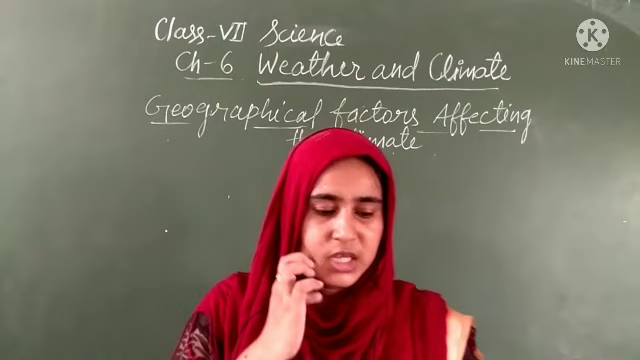 Class-VII Science
Ch-6 Weather and Climate
Geographical factors Affecting
KINEMASTER